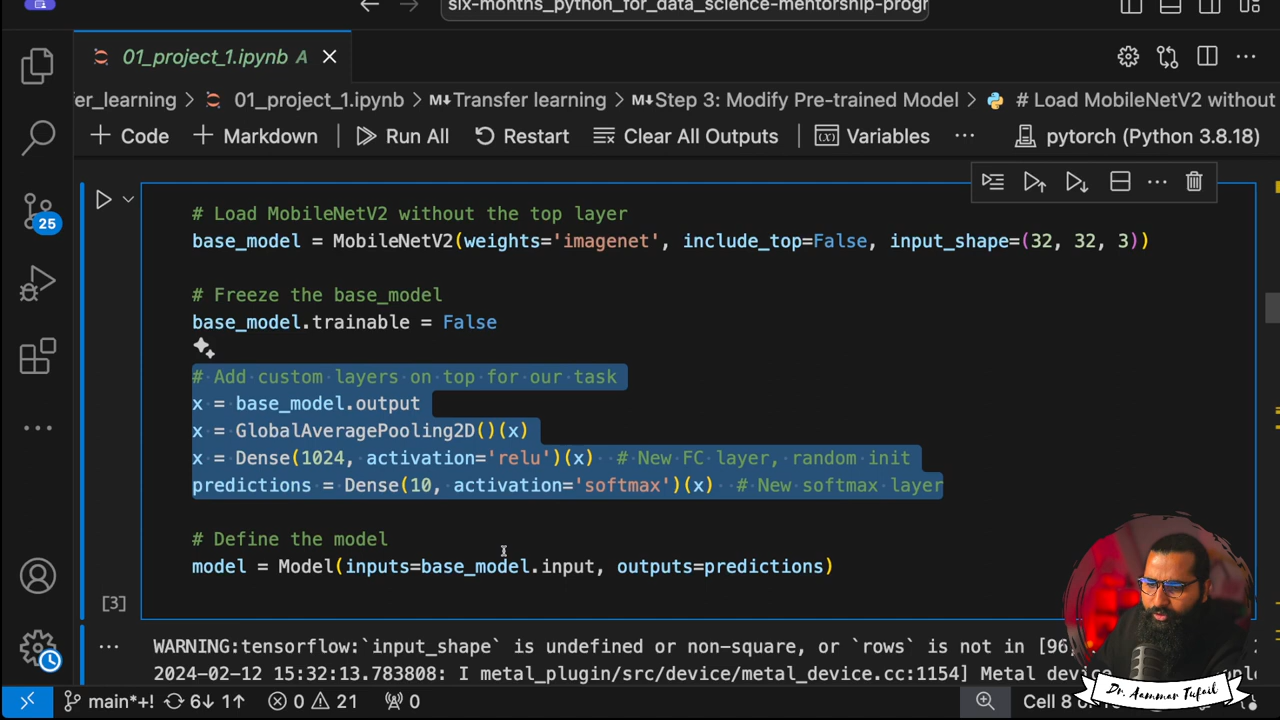 six-months_python_for_data_science-mentorship-progr
01_project_1.ipynb A
er_learning > 01_project_1.ipynb > M↓Transfer learning > M↓Step 3: Modify Pre-trained Model > # Load MobileNetV2 without
+ Code + Markdown Run All Restart Clear All Outputs Variables ... pytorch (Python 3.8.18)
25
# Load MobileNetV2 without the top layer
base_model = MobileNetV2(weights='imagenet', include_top=False, input_shape=(32, 32, 3))
# Freeze the base_model
base_model.trainable = False
# Add custom layers on top for our task
x = base_model.output
x = GlobalAveragePooling2D()(x)
x = Dense(1024, activation='relu')(x) # New FC layer, random init
predictions = Dense(10, activation='softmax')(x) # New softmax layer
# Define the model
model = Model(inputs=base_model.input, outputs=predictions)
[3]
WARNING:tensorflow:`input_shape` is undefined or non-square, or `rows` is not in [96,
2024-02-12 15:32:13.783808: I metal_plugin/src/device/metal_device.cc:1154] Metal
Dr. Aammar Tufail
main*+! 6↓ 1↑ 0 21 0 Cell 8